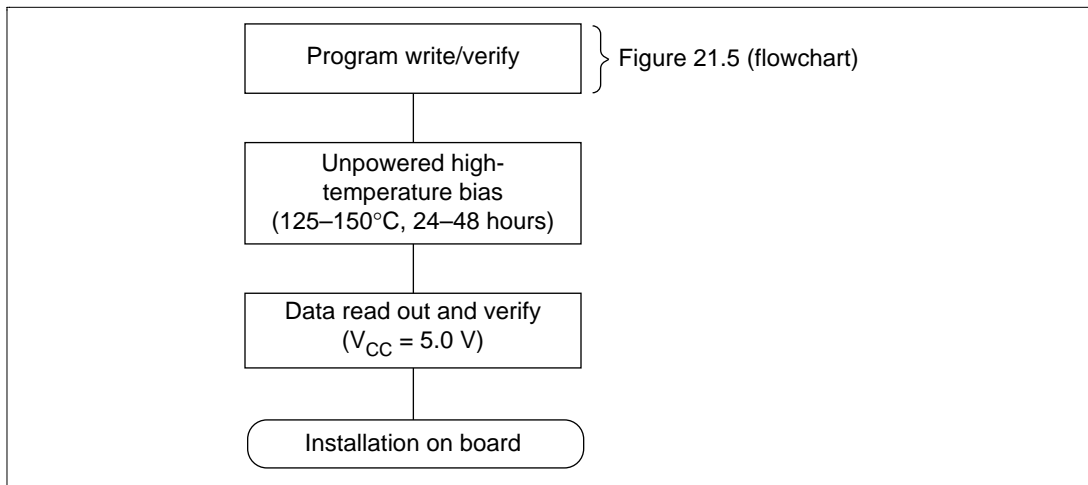 Program write/verify
Figure 21.5 (flowchart)
Unpowered high-
temperature bias
(125–150°C, 24–48 hours)
Data read out and verify
(VCC = 5.0 V)
Installation on board